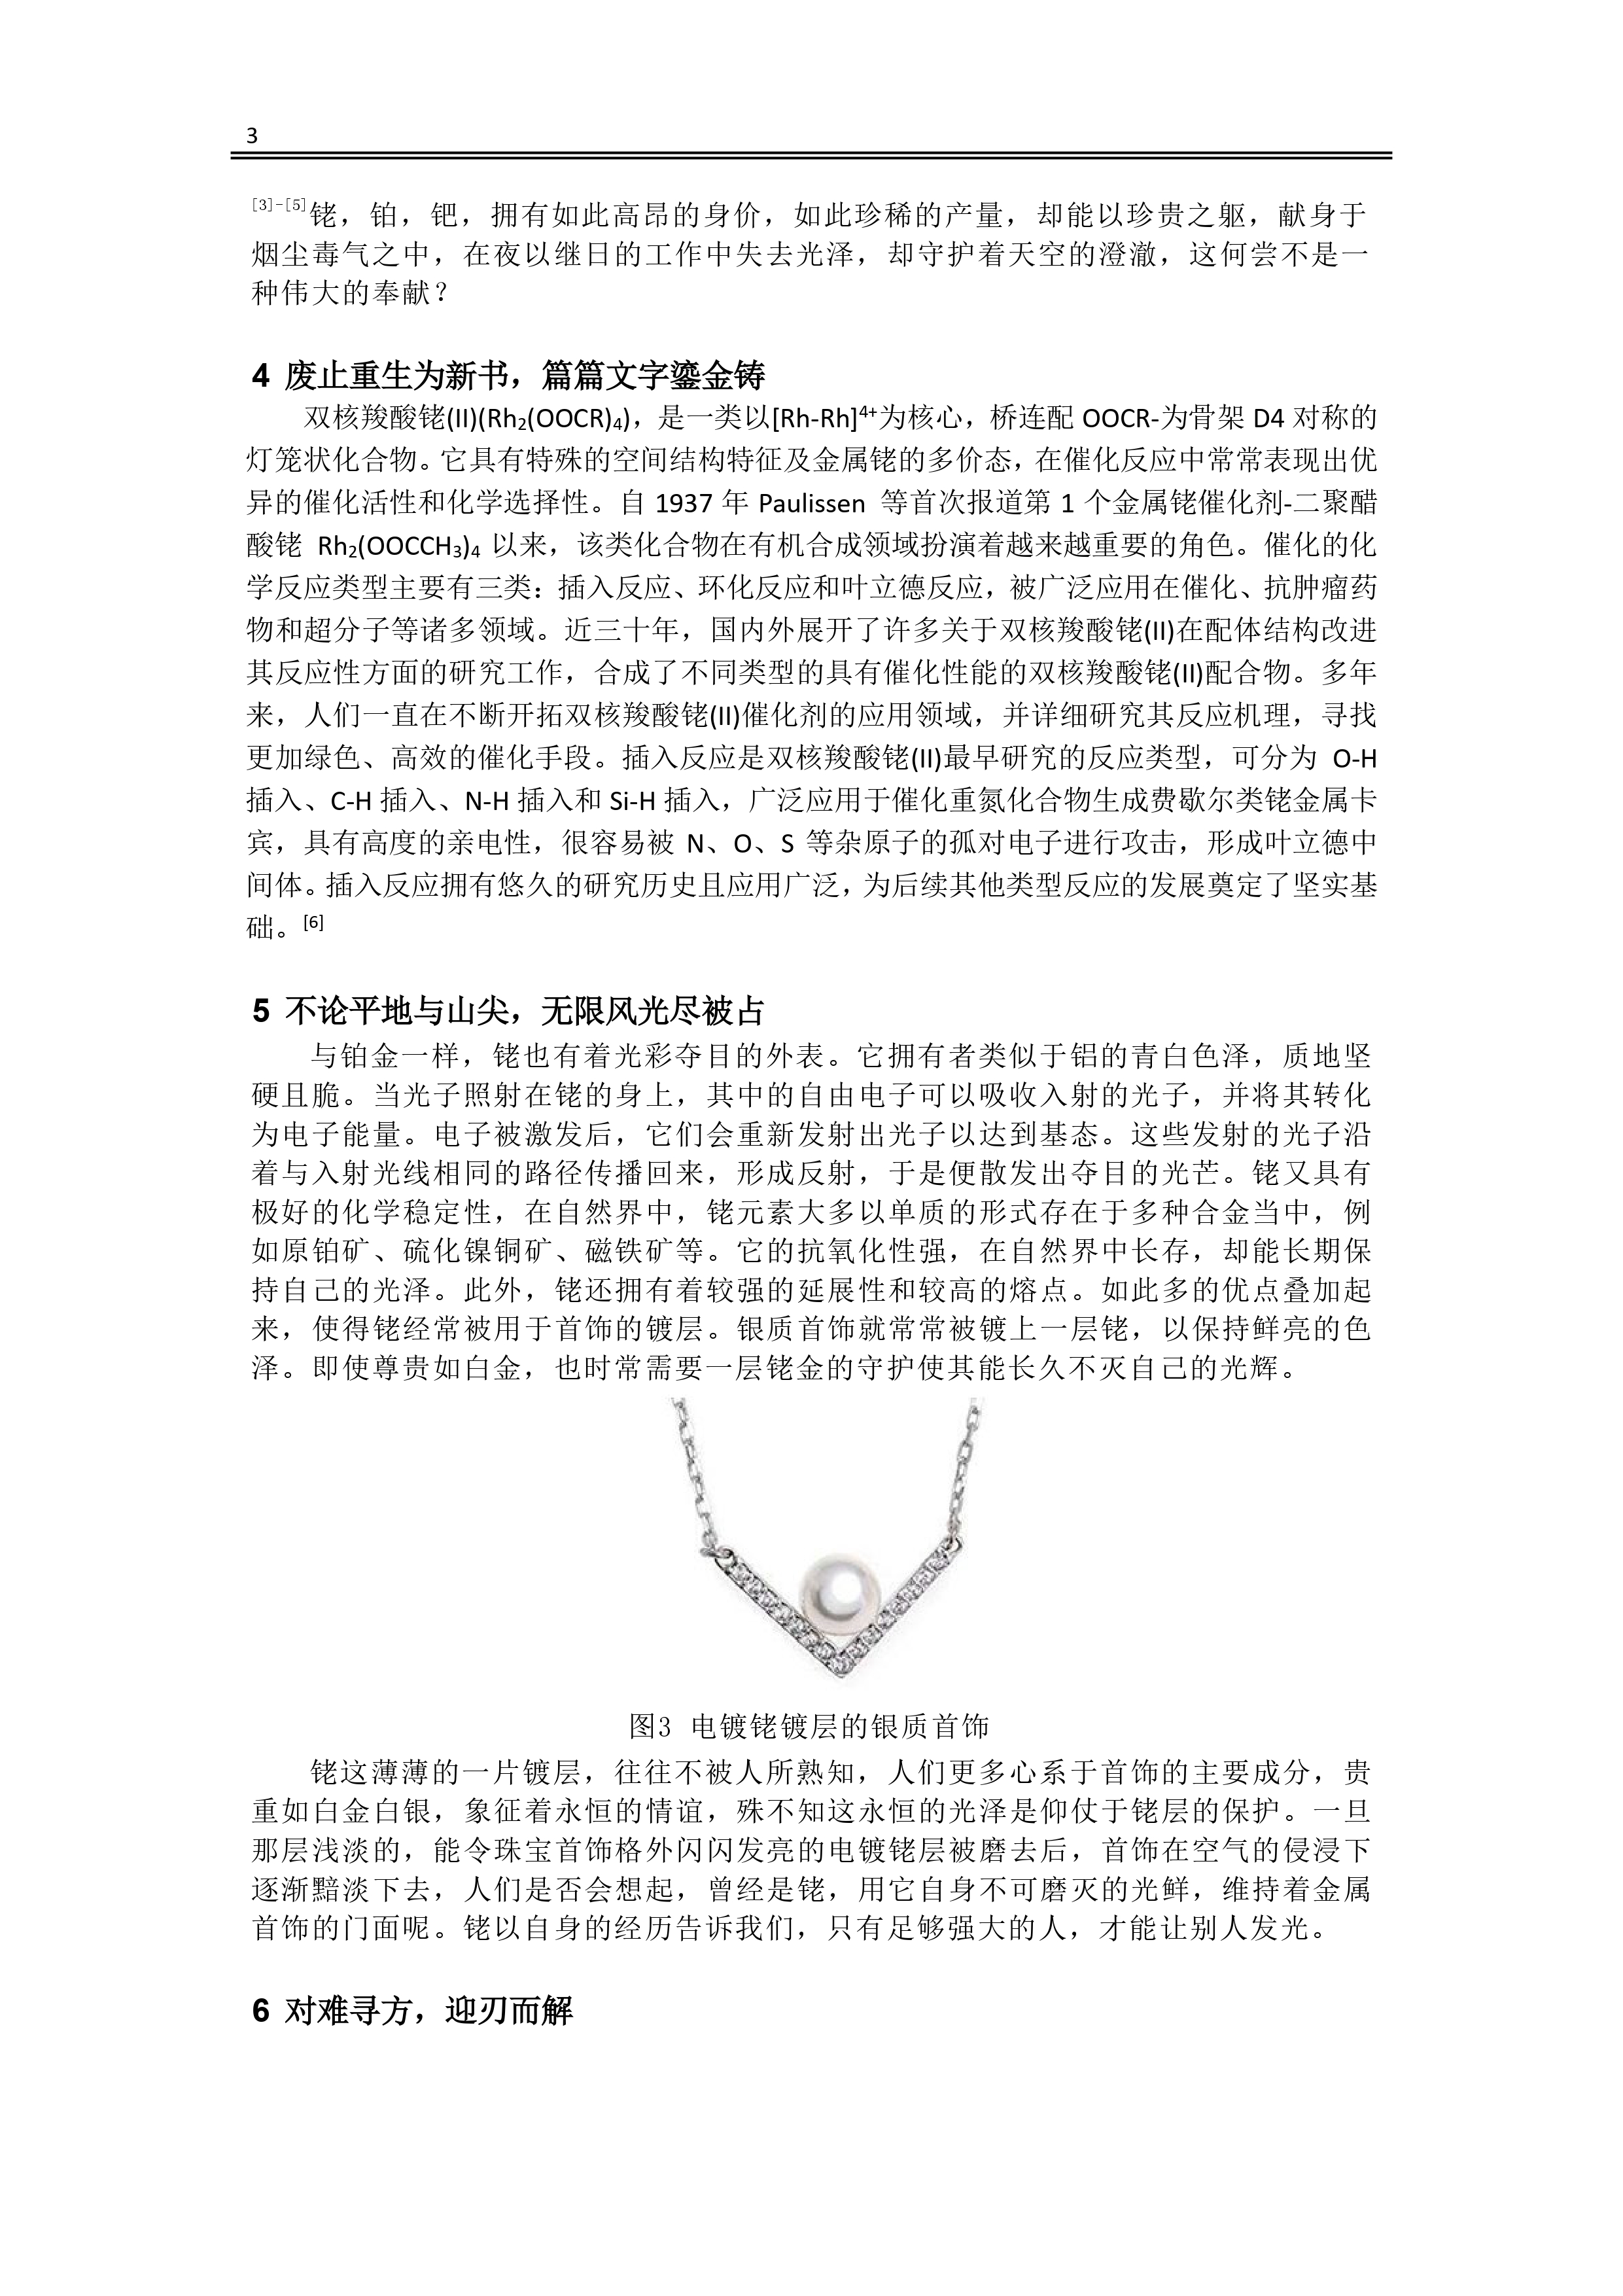 3
[3]-[5]铑，铂，钯，拥有如此高昂的身价，如此珍稀的产量，却能以珍贵之躯，献身于
烟尘毒气之中，在夜以继日的工作中失去光泽，却守护着天空的澄澈，这何尝不是一
种伟大的奉献？
4 废止重生为新书，篇篇文字鎏金铸
双核羧酸铑(II)(Rh₂(OOCR)₄)，是一类以[Rh-Rh]⁴⁺为核心，桥连配 OOCR-为骨架 D4 对称的
灯笼状化合物。它具有特殊的空间结构特征及金属铑的多价态，在催化反应中常常表现出优
异的催化活性和化学选择性。自 1937 年 Paulissen 等首次报道第 1 个金属铑催化剂-二聚醋
酸铑 Rh₂(OOCCH₃)₄ 以来，该类化合物在有机合成领域扮演着越来越重要的角色。催化的化
学反应类型主要有三类：插入反应、环化反应和叶立德反应，被广泛应用在催化、抗肿瘤药
物和超分子等诸多领域。近三十年，国内外展开了许多关于双核羧酸铑(II)在配体结构改进
其反应性方面的研究工作，合成了不同类型的具有催化性能的双核羧酸铑(II)配合物。多年
来，人们一直在不断开拓双核羧酸铑(II)催化剂的应用领域，并详细研究其反应机理，寻找
更加绿色、高效的催化手段。插入反应是双核羧酸铑(II)最早研究的反应类型，可分为 O-H
插入、C-H 插入、N-H 插入和 Si-H 插入，广泛应用于催化重氮化合物生成费歇尔类铑金属卡
宾，具有高度的亲电性，很容易被 N、O、S 等杂原子的孤对电子进行攻击，形成叶立德中
间体。插入反应拥有悠久的研究历史且应用广泛，为后续其他类型反应的发展奠定了坚实基
础。[6]
5 不论平地与山尖，无限风光尽被占
与铂金一样，铑也有着光彩夺目的外表。它拥有者类似于铝的青白色泽，质地坚
硬且脆。当光子照射在铑的身上，其中的自由电子可以吸收入射的光子，并将其转化
为电子能量。电子被激发后，它们会重新发射出光子以达到基态。这些发射的光子沿
着与入射光线相同的路径传播回来，形成反射，于是便散发出夺目的光芒。铑又具有
极好的化学稳定性，在自然界中，铑元素大多以单质的形式存在于多种合金当中，例
如原铂矿、硫化镍铜矿、磁铁矿等。它的抗氧化性强，在自然界中长存，却能长期保
持自己的光泽。此外，铑还拥有着较强的延展性和较高的熔点。如此多的优点叠加起
来，使得铑经常被用于首饰的镀层。银质首饰就常常被镀上一层铑，以保持鲜亮的色
泽。即使尊贵如白金，也时常需要一层铑金的守护使其能长久不灭自己的光辉。
图3 电镀铑镀层的银质首饰
铑这薄薄的一片镀层，往往不被人所熟知，人们更多心系于首饰的主要成分，贵
重如白金白银，象征着永恒的情谊，殊不知这永恒的光泽是仰仗于铑层的保护。一旦
那层浅淡的，能令珠宝首饰格外闪闪发亮的电镀铑层被磨去后，首饰在空气的侵浸下
逐渐黯淡下去，人们是否会想起，曾经是铑，用它自身不可磨灭的光鲜，维持着金属
首饰的门面呢。铑以自身的经历告诉我们，只有足够强大的人，才能让别人发光。
6 对难寻方，迎刃而解